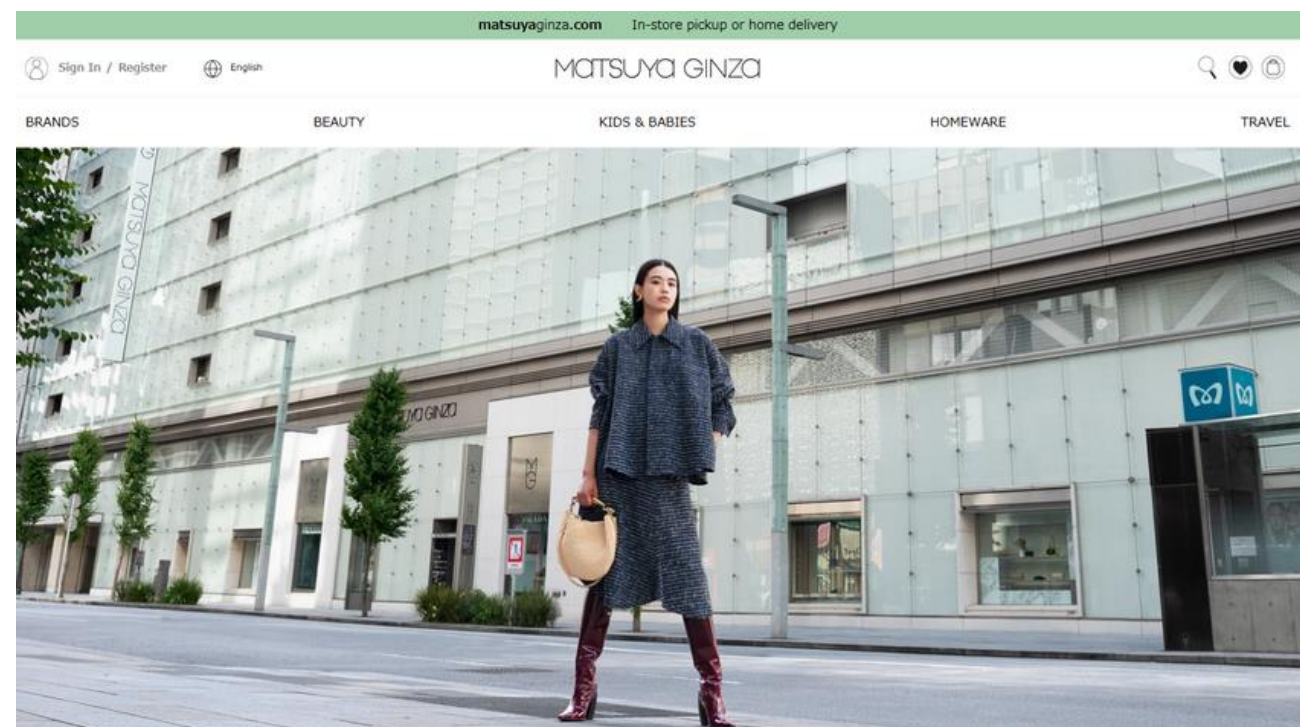 matsuyaginza.com In-store pickup or home delivery
Sign In / Register
English
MATSUYA GINZA
BRANDS
BEAUTY
KIDS & BABIES
HOMEWARE
TRAVEL
MATSUYA GINZA
GINZA
MG